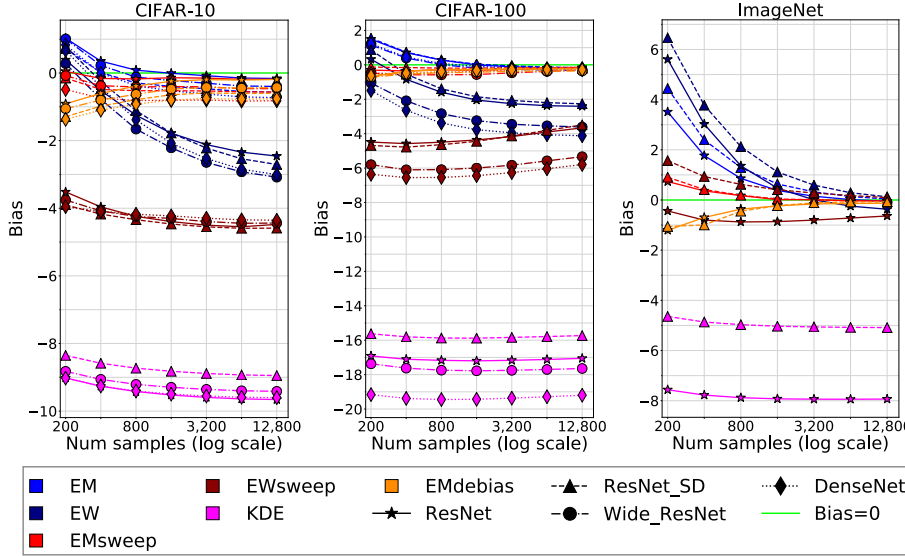 CIFAR-10
CIFAR-100
ImageNet
2
1
0
−1
−2
−4
−6
−8
−10
Bias
200
800
3,200
12,800
Num samples (log scale)
2
0
−2
−4
−6
−8
−10
−12
−14
−16
−18
−20
Bias
200
800
3,200
12,800
Num samples (log scale)
6
4
2
0
−2
−4
−6
−8
Bias
200
800
3,200
12,800
Num samples (log scale)
EM
EWsweep
EMdebias
ResNet_SD
DenseNet
EW
KDE
ResNet
Wide_ResNet
Bias=0
EMsweep